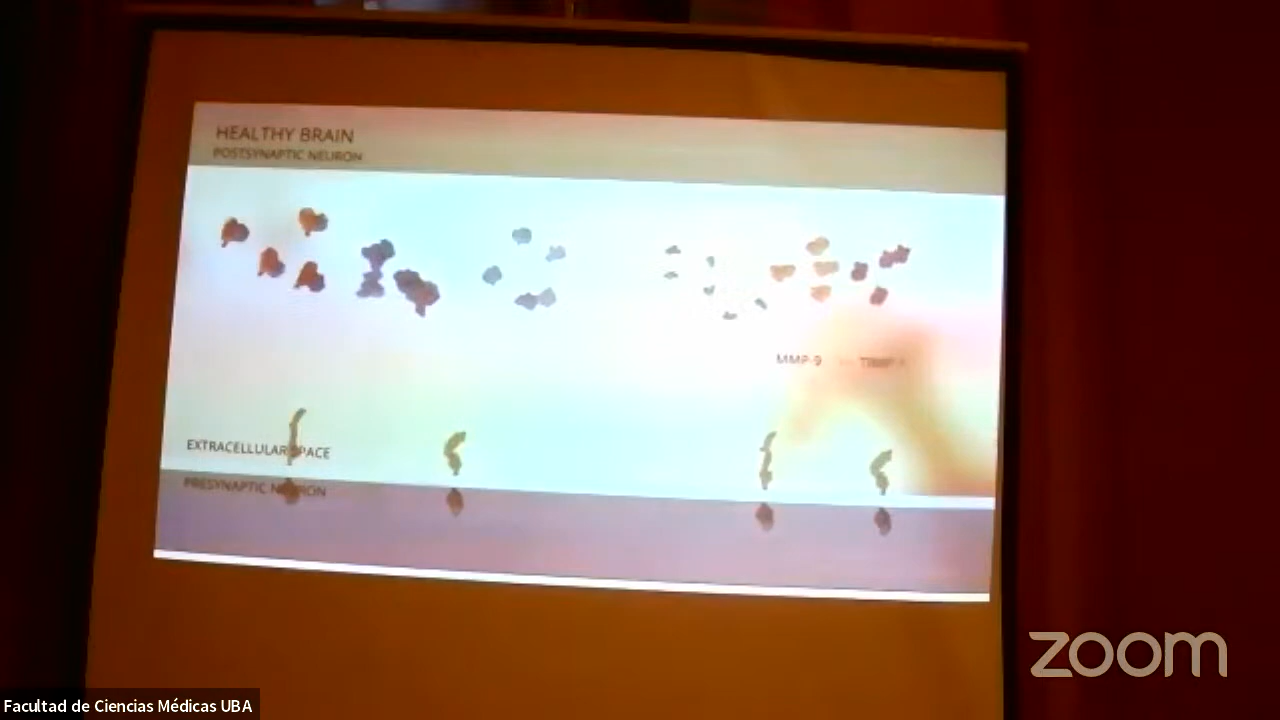 HEALTHY BRAIN
POSTSYNAPTIC NEURON
MMP-9
EXTRACELLULAR SPACE
PRESYNAPTIC NEURON
zoom
Facultad de Ciencias Médicas UBA